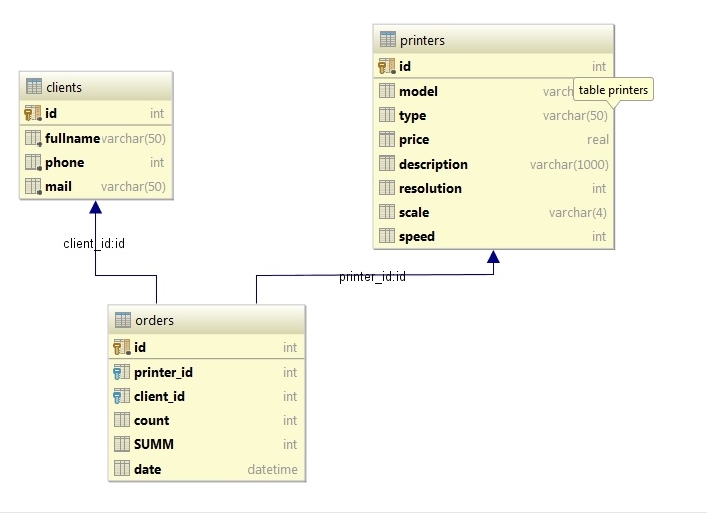 clients
id int
fullname varchar(50)
phone int
mail varchar(50)
printers
id int
model varch
table printers
type varchar(50)
price real
description varchar(1000)
resolution int
scale varchar(4)
speed int
client_id:id
printer_id:id
orders
id int
printer_id int
client_id int
count int
SUMM int
date datetime